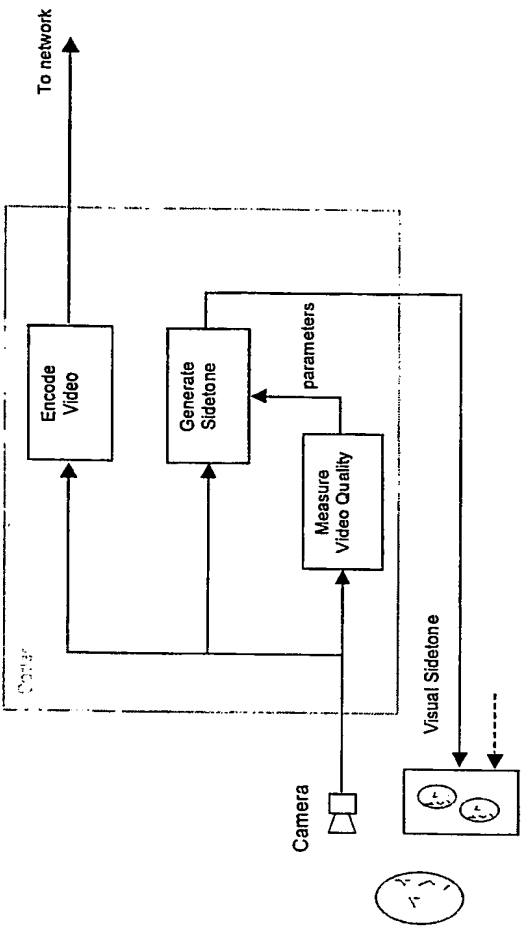 To network
Encode
Video
Generate
Sidetone
parameters
Measure
Video Quality
Visual Sidetone
Camera